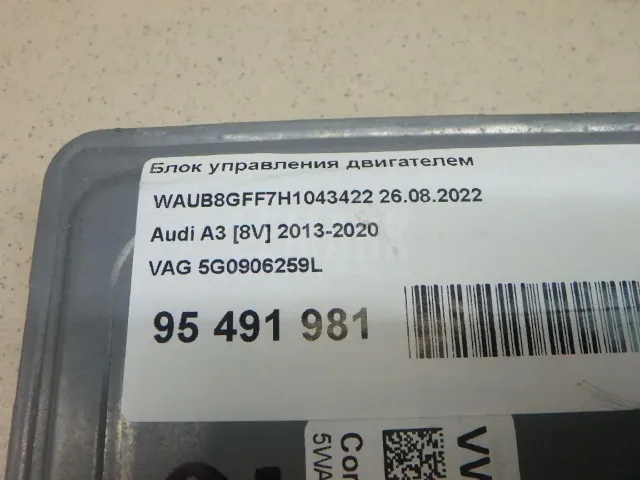 Блок управления двигателем
WAUB8GFF7H1043422 26.08.2022
Audi A3 [8V] 2013-2020
VAG 5G0906259L
95 491 981